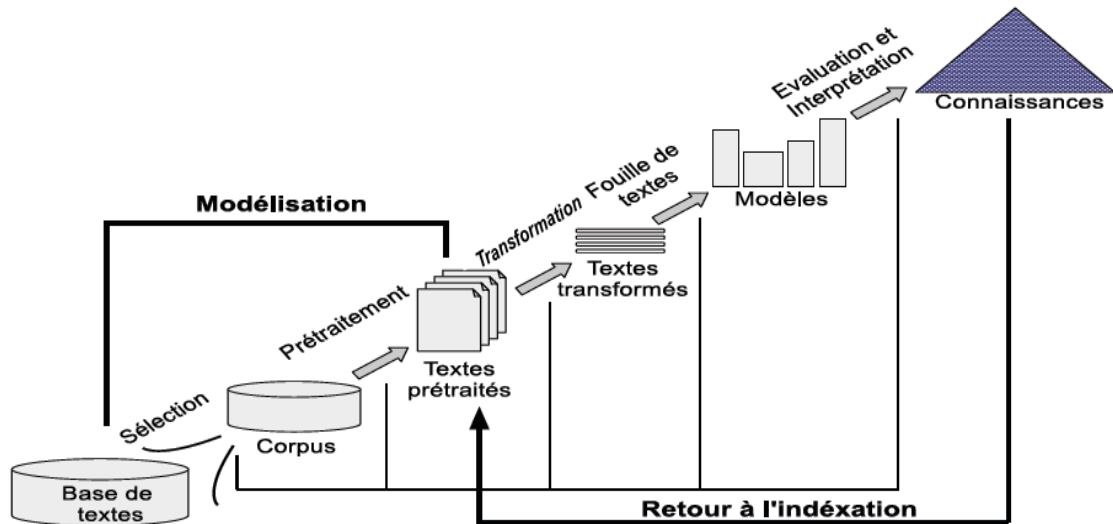 Evaluation et
Interprétation
Connaissances
Fouille de
textes
Modèles
Modélisation
Transformation
Textes
transformés
Prétraitement
Textes
prétraités
Sélection
Corpus
Base de
textes
Retour à l'indéxation